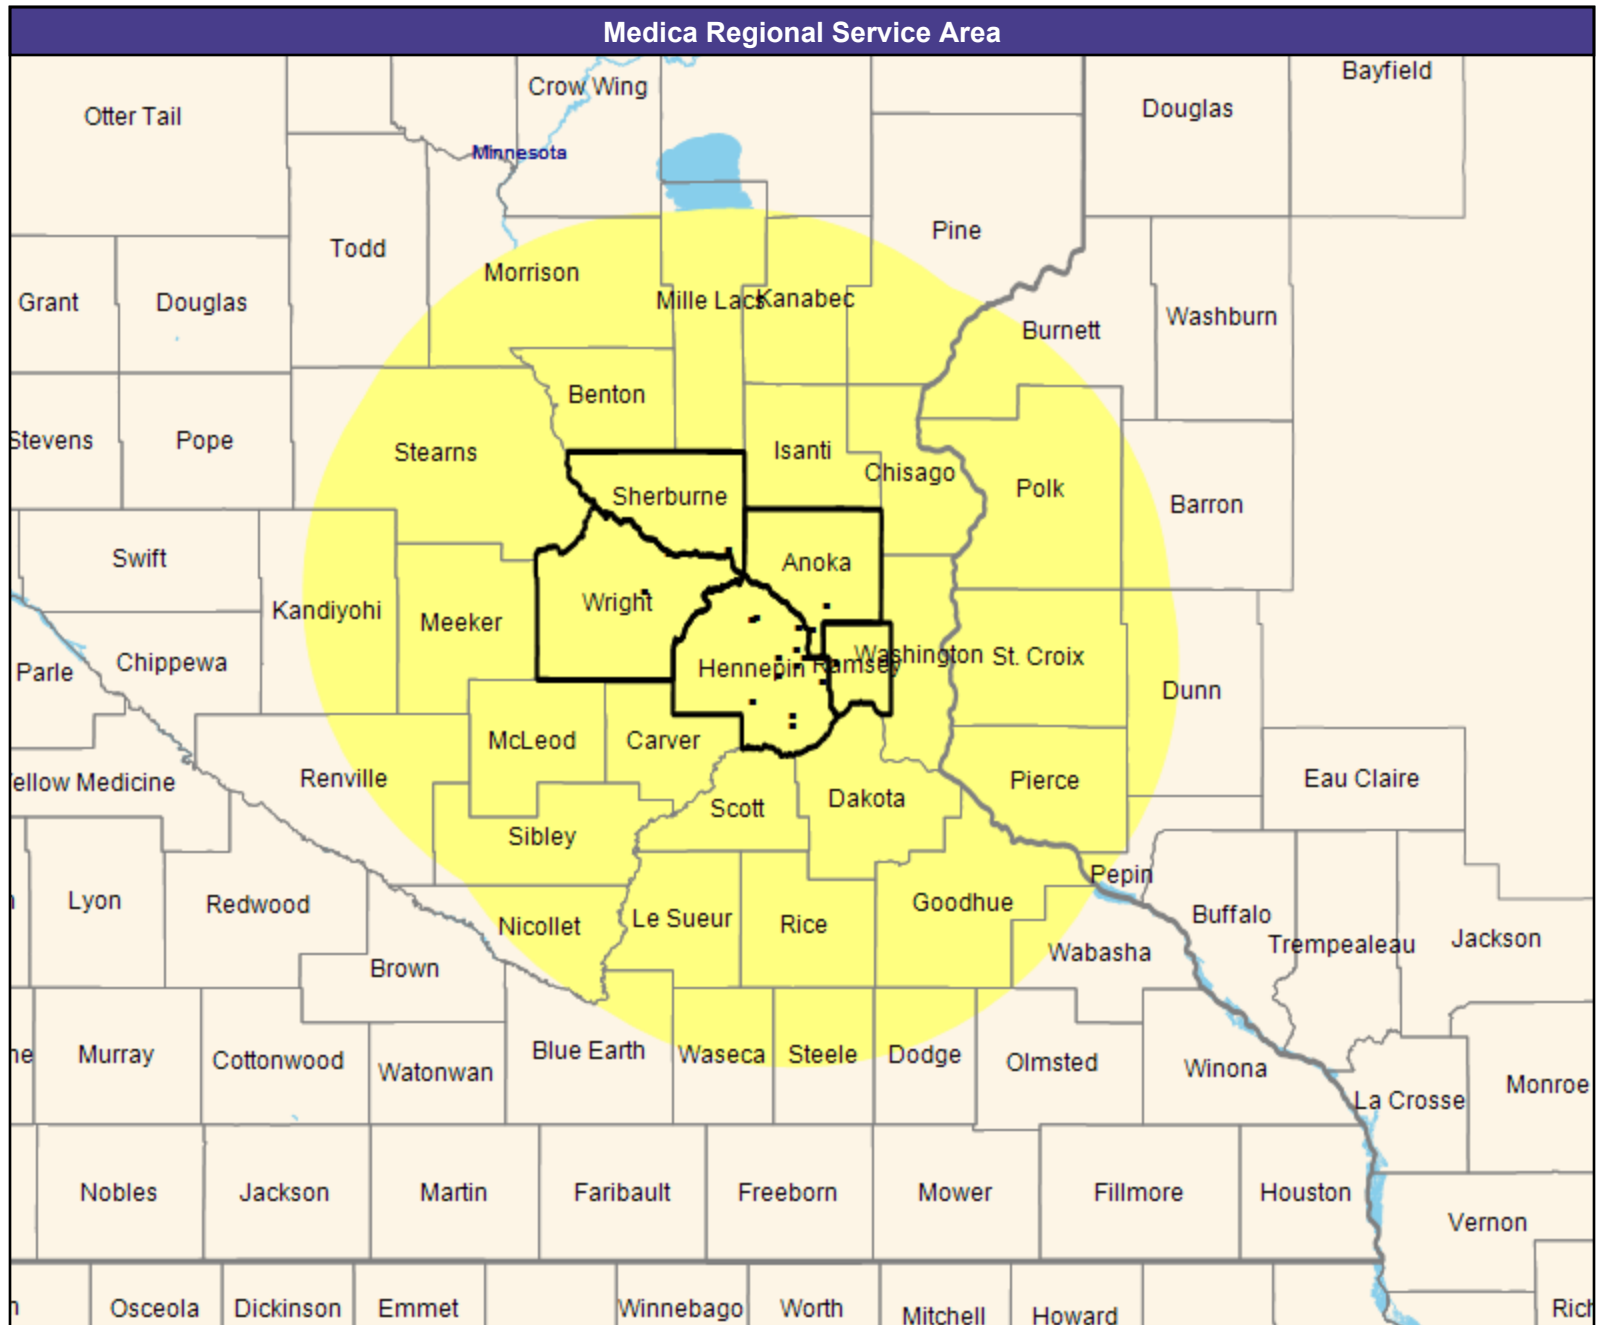 Medica Regional Service Area
Crow Wing
Bayfield
Otter Tail
Douglas
Minnesota
Pine
Todd
Morrison
Grant
Douglas
Mille Lacs
Kanabec
Burnett
Washburn
Benton
Stevens
Pope
Stearns
Isanti
Chisago
Polk
Barron
Sherburne
Swift
Anoka
Kandiyohi
Wright
Meeker
Parle
Chippewa
Hennepin
Ramsey
Washington
St. Croix
Dunn
McLeod
Carver
ellow Medicine
Renville
Scott
Dakota
Pierce
Eau Claire
Sibley
Pepin
Lyon
Redwood
Nicollet
Le Sueur
Rice
Goodhue
Buffalo
Trempealeau
Jackson
Brown
Wabasha
ne
Murray
Cottonwood
Watonwan
Blue Earth
Waseca
Steele
Dodge
Olmsted
Winona
La Crosse
Monroe
Nobles
Jackson
Martin
Faribault
Freeborn
Mower
Fillmore
Houston
Vernon
Osceola
Dickinson
Emmet
Winnebago
Worth
Mitchell
Howard
Rich